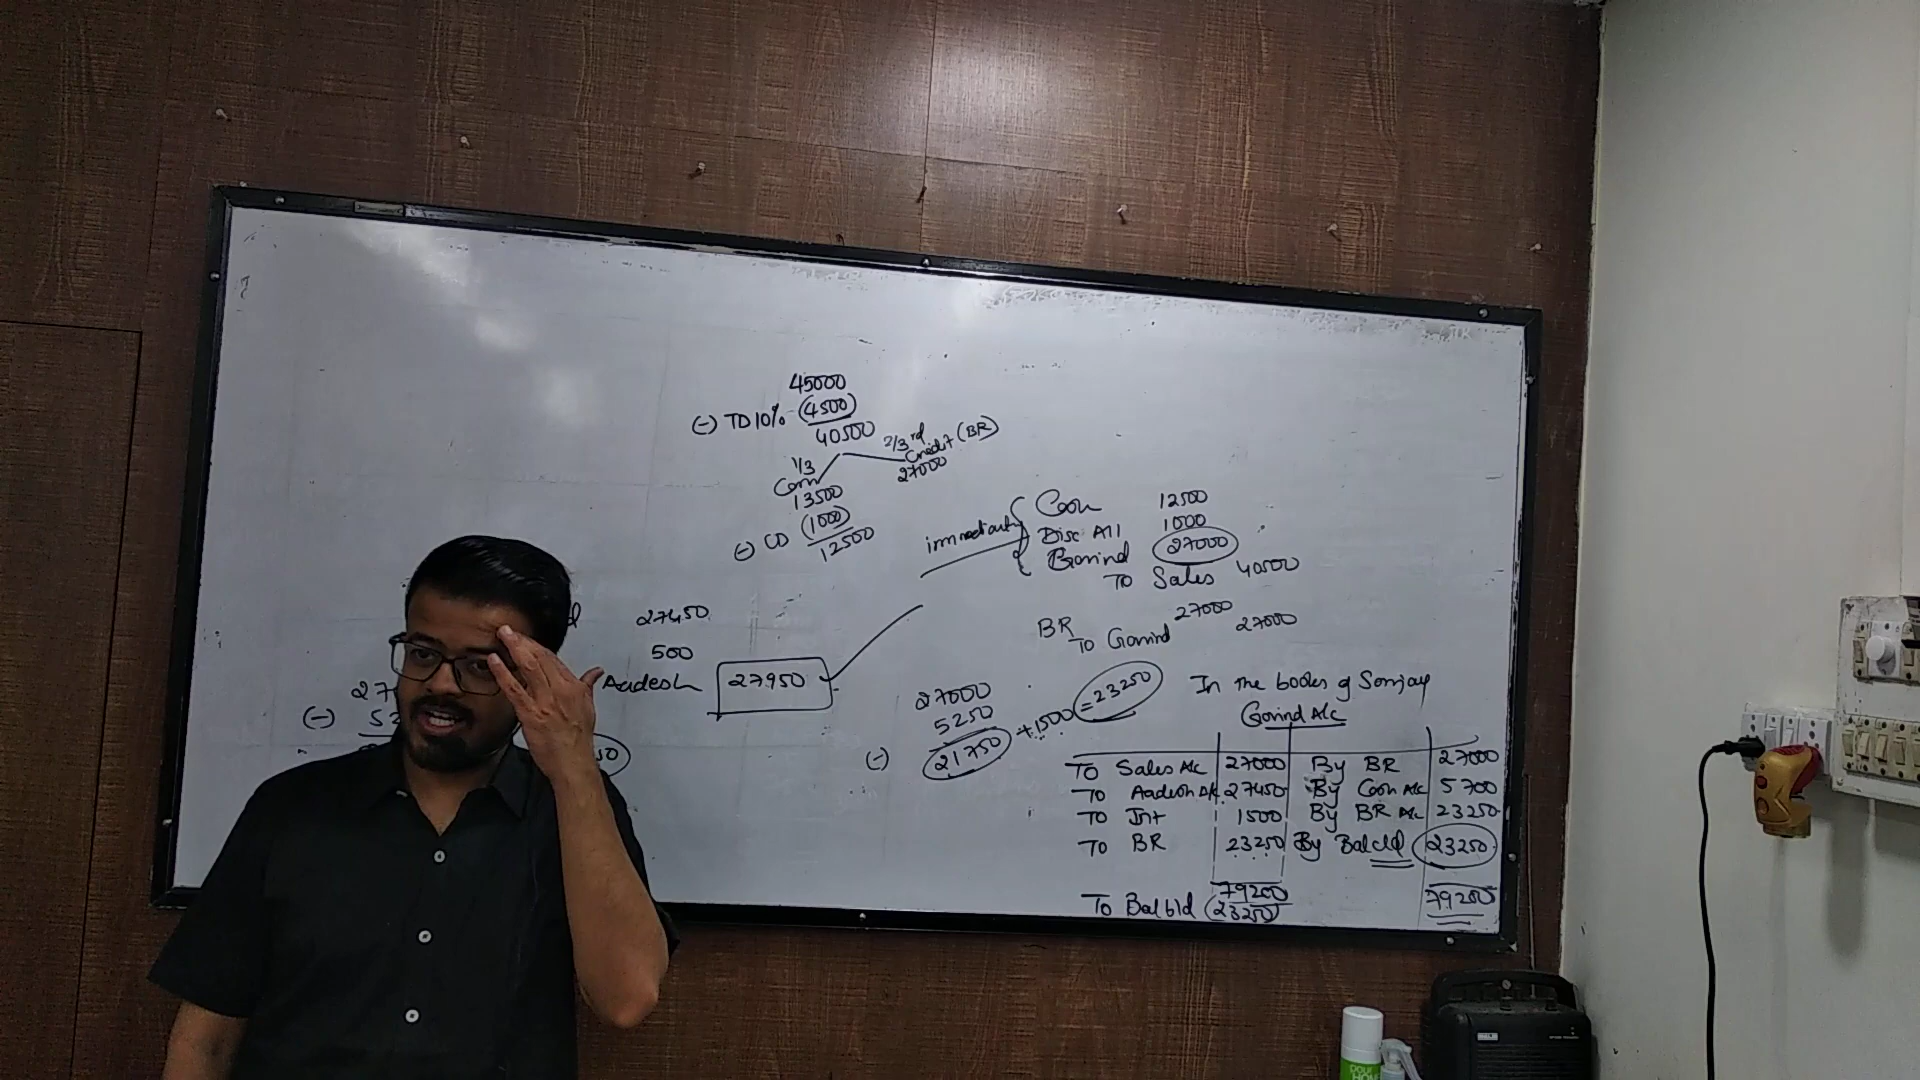 45000
(-) TD 10% (4500)
40500
1/3 2/3rd
Cash Credit (BR)
13500 27000
(-) CD (1000)
12500
immediately
Cash 12500
Disc All 1000
Govind 27000
To Sales 40500
BR 27000
To Govind 27000
27450
500
Aadesh 27950
(-)
27000
5250
(-) 21750 +1500 = 23250
In the books of Sanjay
Govind A/c
To Sales A/c 27000 By BR 27000
To Aadesh A/c 27450 By Cash A/c 5700
To Int 1500 By BR A/c 23250
To BR 23250 By Bal c/d 23250
79200 79200
To Bal b/d 23250